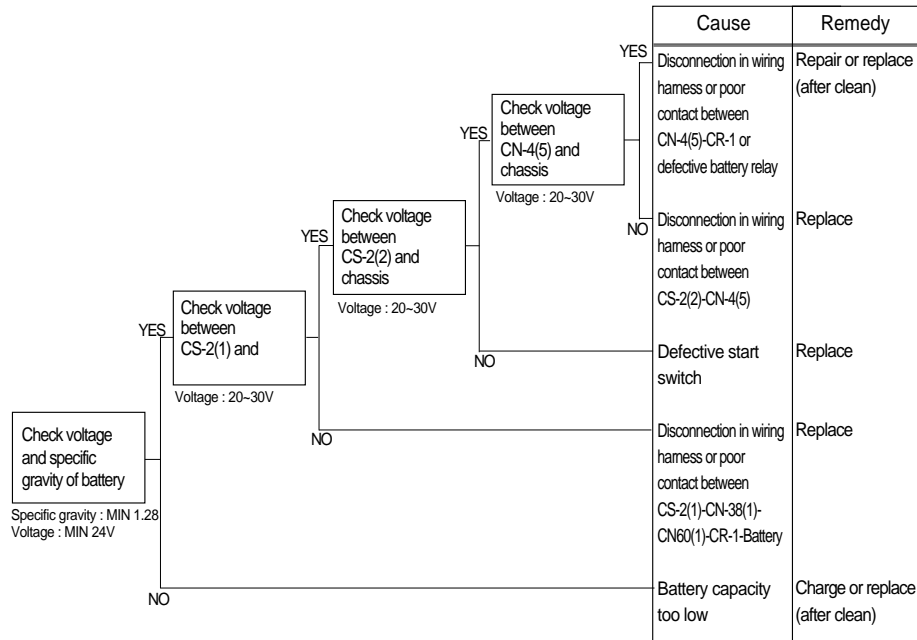 Cause
Remedy
YES
Disconnection in wiring
harness or poor
contact between
CN-4(5)-CR-1 or
defective battery relay
Repair or replace
(after clean)
YES
Check voltage
between
CN-4(5) and
chassis
Voltage : 20~30V
NO
Disconnection in wiring
harness or poor
contact between
CS-2(2)-CN-4(5)
Replace
YES
Check voltage
between
CS-2(2) and
chassis
Voltage : 20~30V
NO
Defective start
switch
Replace
YES
Check voltage
between
CS-2(1) and
Voltage : 20~30V
NO
Disconnection in wiring
harness or poor
contact between
CS-2(1)-CN-38(1)-
CN60(1)-CR-1-Battery
Replace
Check voltage
and specific
gravity of battery
Specific gravity : MIN 1.28
Voltage : MIN 24V
NO
Battery capacity
too low
Charge or replace
(after clean)